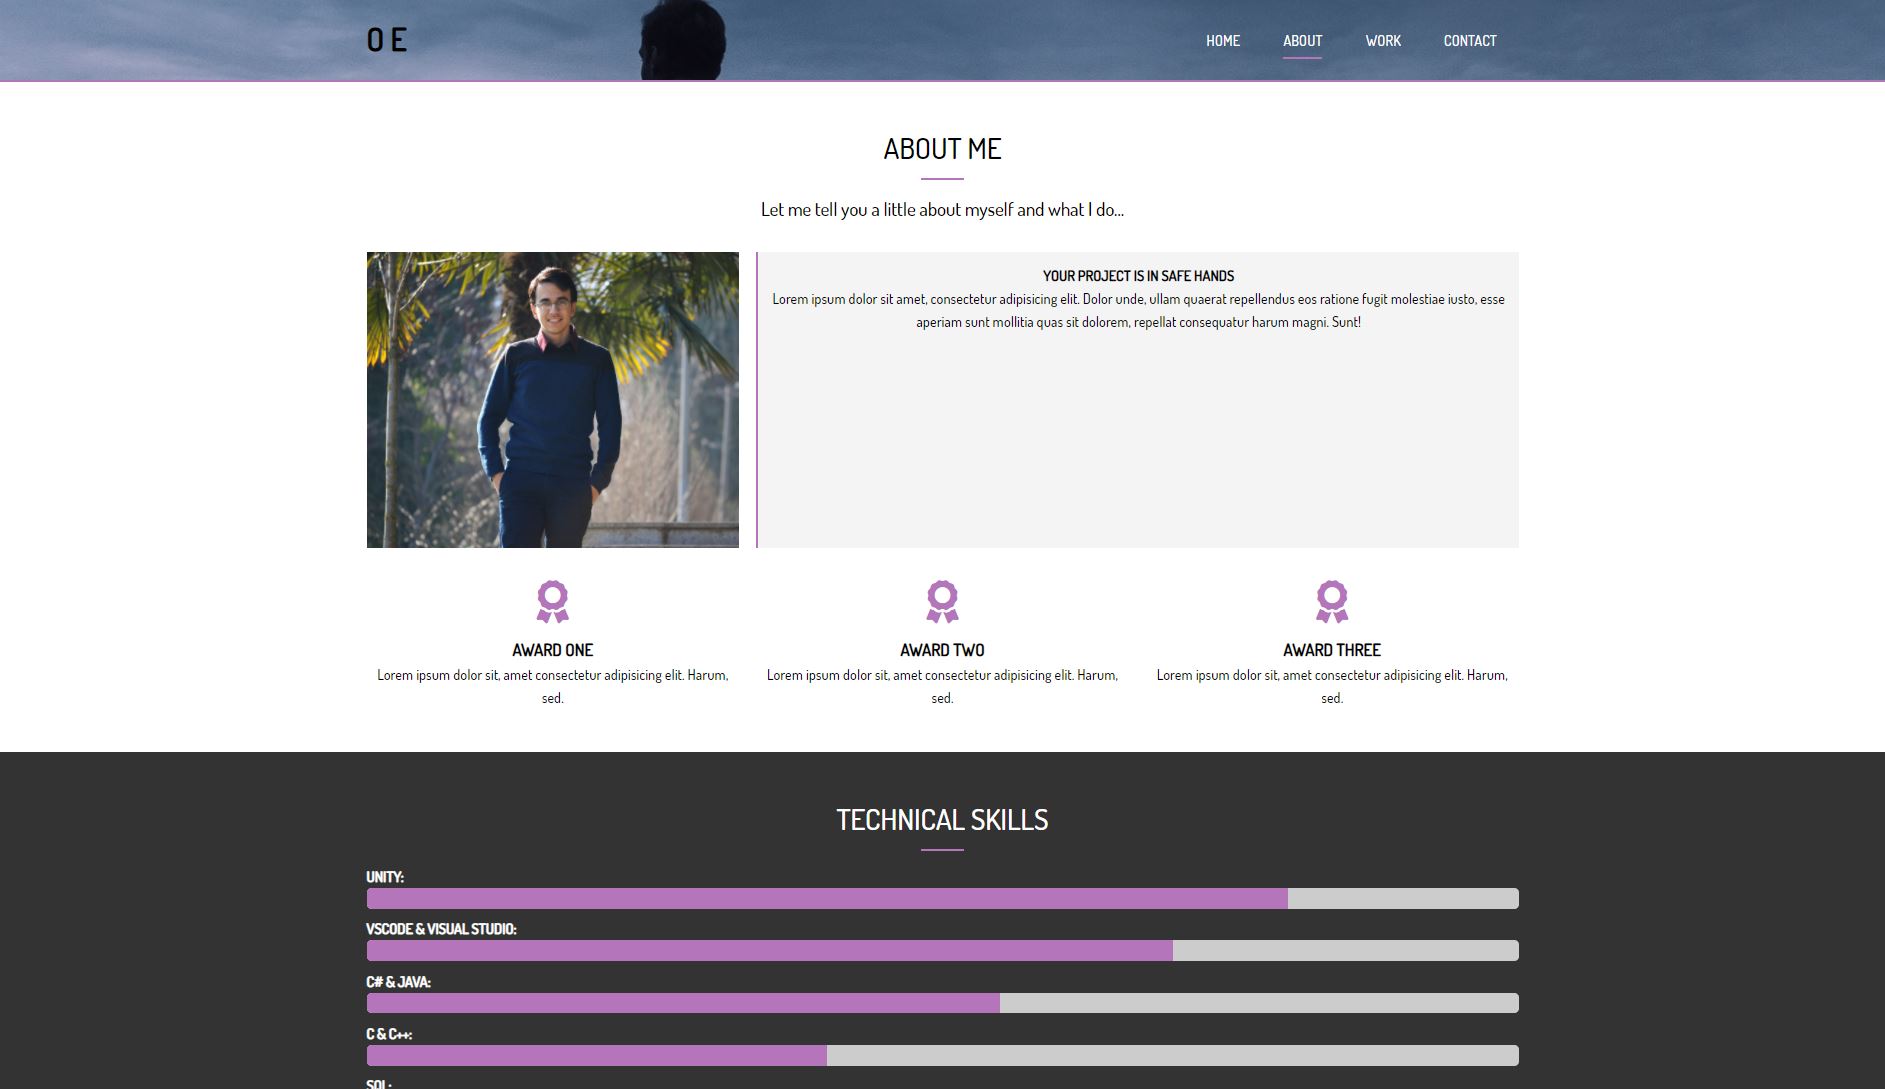 O E
HOME ABOUT WORK CONTACT
ABOUT ME
Let me tell you a little about myself and what I do...
YOUR PROJECT IS IN SAFE HANDS
Lorem ipsum dolor sit amet, consectetur adipisicing elit. Dolor unde, ullam quaerat repellendus eos ratione fugit molestiae iusto, esse
aperiam sunt mollitia quas sit dolorem, repellat consequatur harum magni. Sunt!
AWARD ONE
Lorem ipsum dolor sit, amet consectetur adipisicing elit. Harum,
sed.
AWARD TWO
Lorem ipsum dolor sit, amet consectetur adipisicing elit. Harum,
sed.
AWARD THREE
Lorem ipsum dolor sit, amet consectetur adipisicing elit. Harum,
sed.
TECHNICAL SKILLS
UNITY:
VSCODE & VISUAL STUDIO:
C# & JAVA:
C & C++:
SQL: